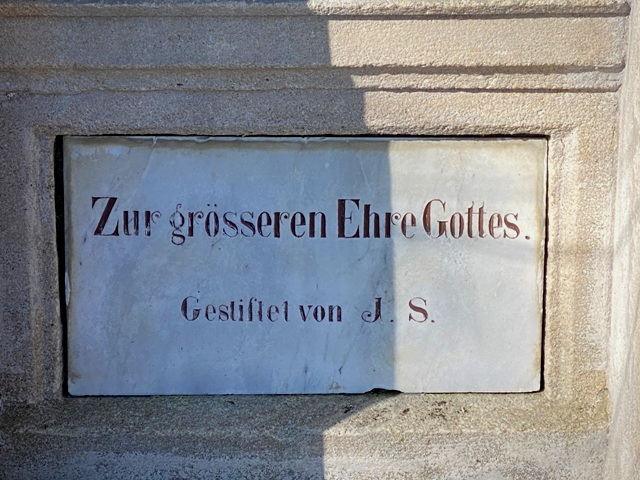 Zur grösseren Ehre Gottes.
Gestiftet von J. S.